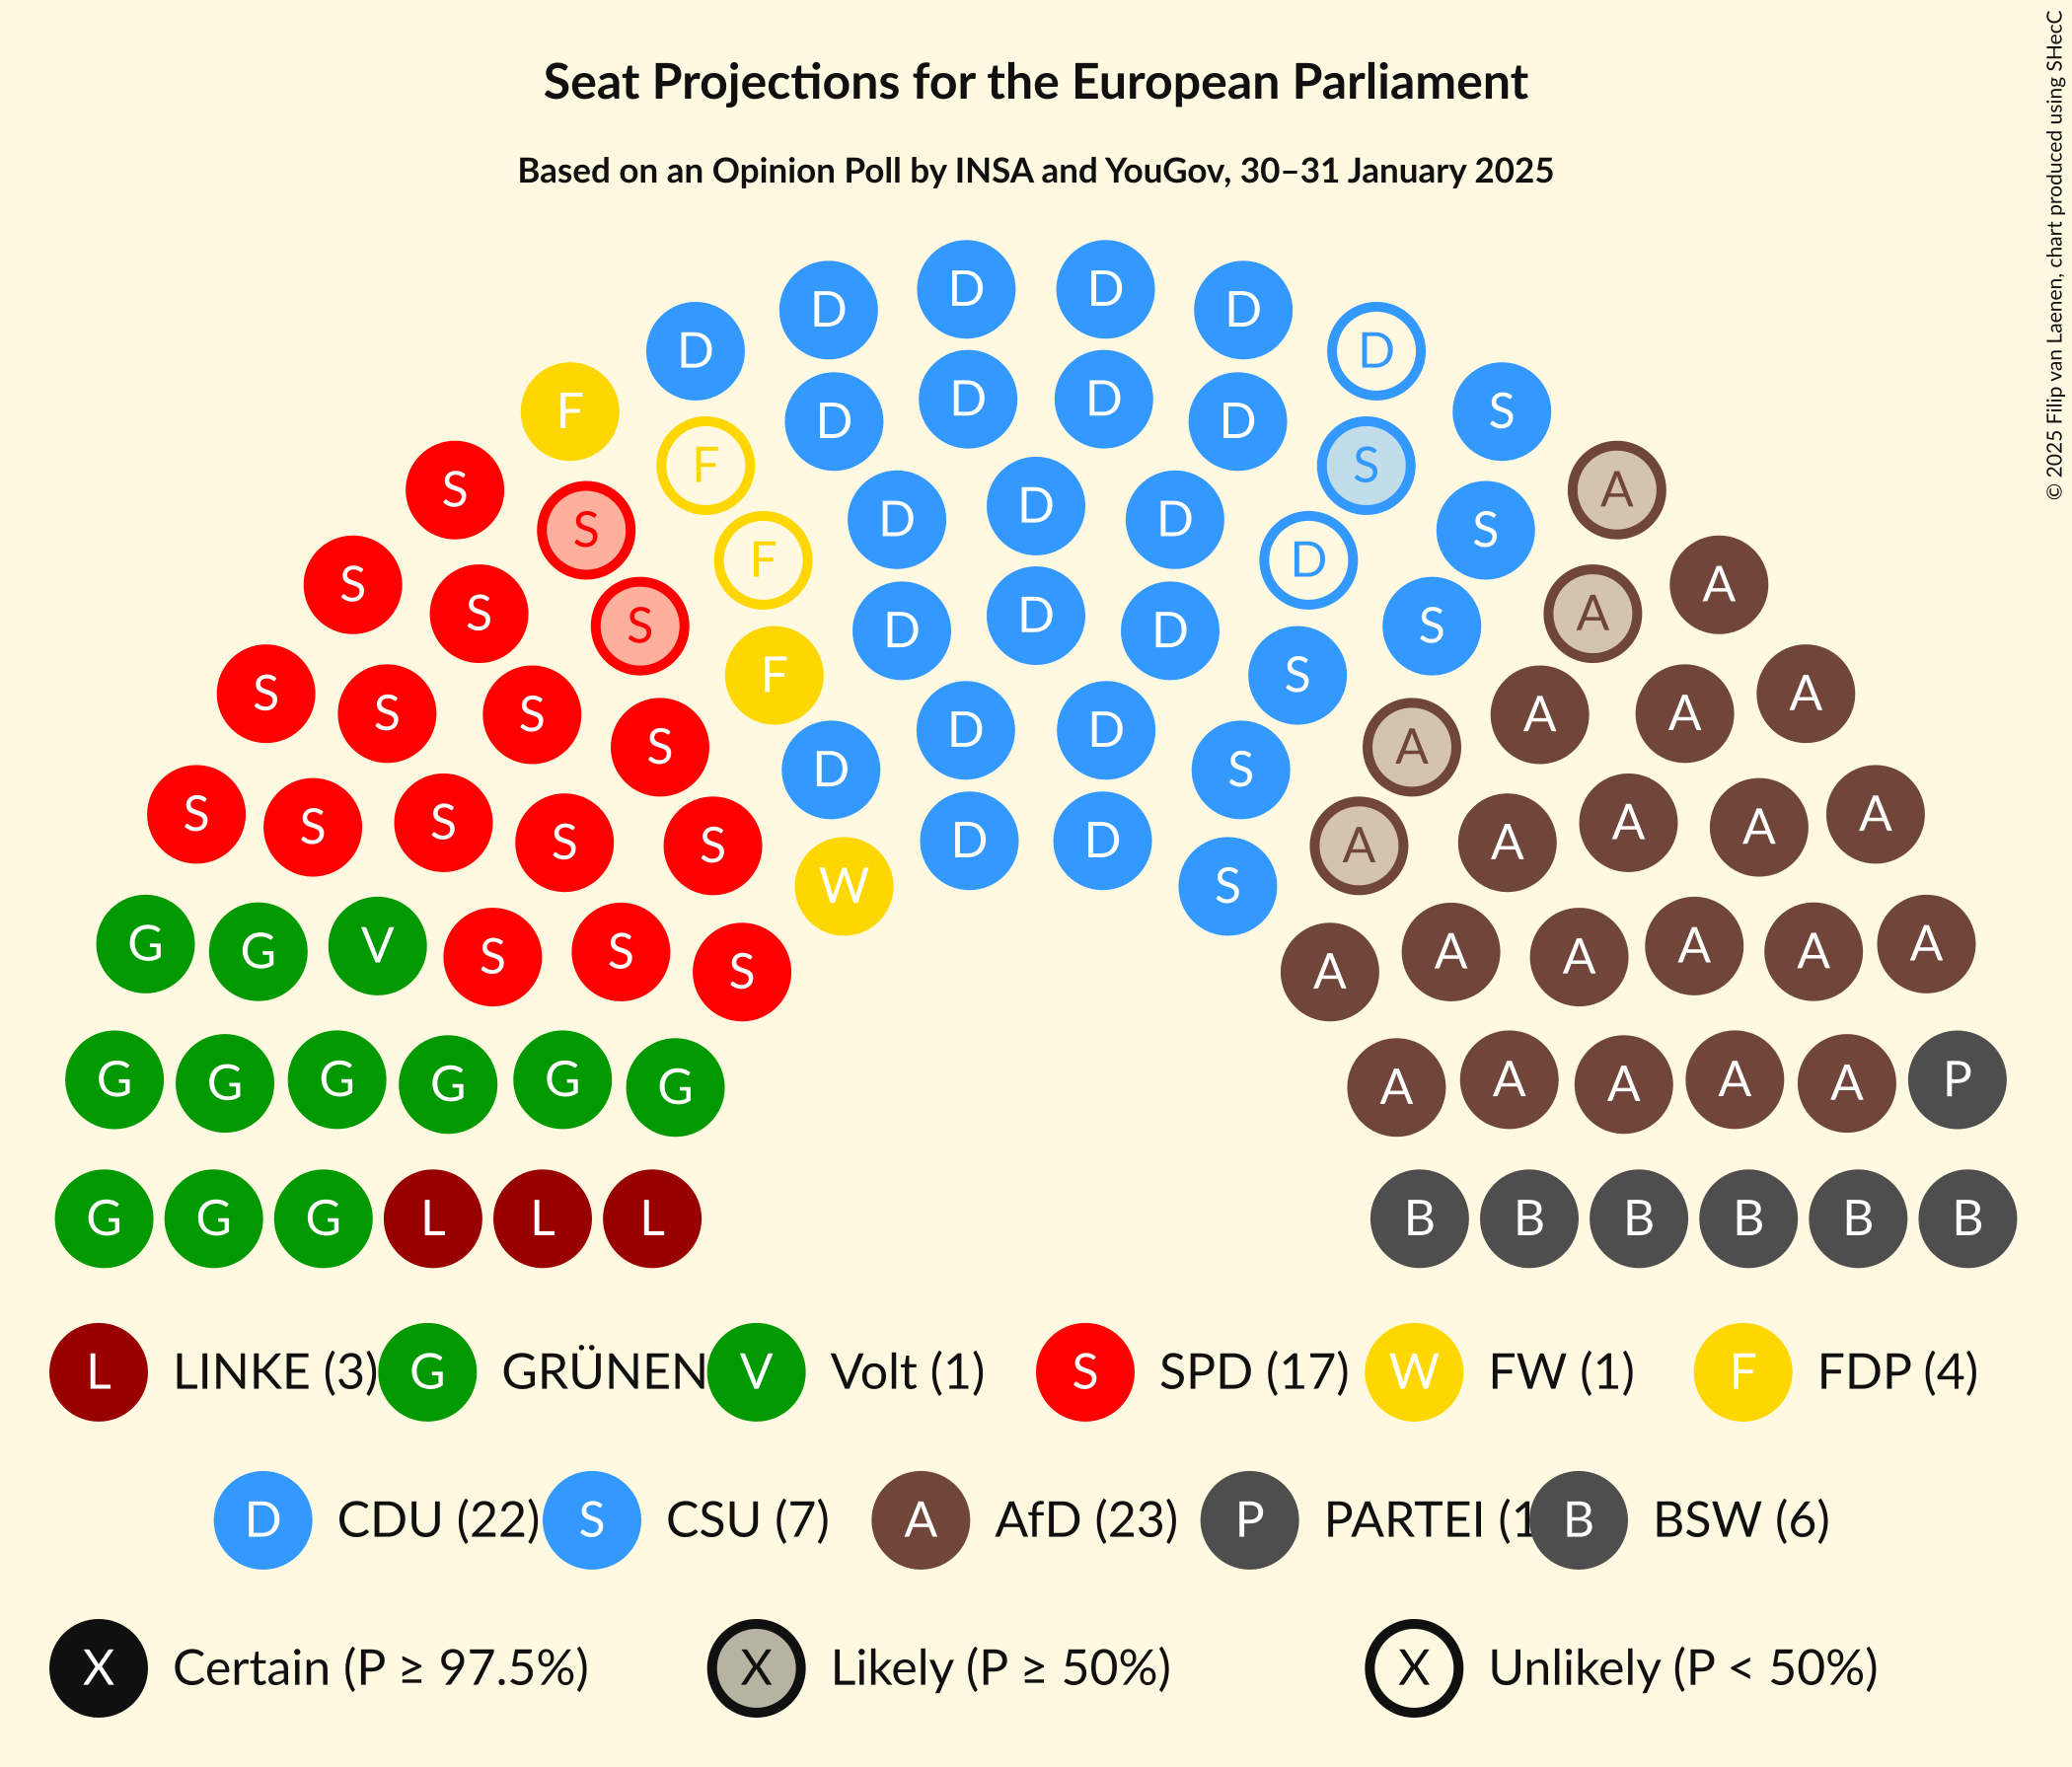 Seat Projections for the European Parliament
Based on an Opinion Poll by INSA and YouGov, 30–31 January 2025
© 2025 Filip van Laenen, chart produced using SHecC
D D
D D
D D
D D
F S
D D
F S
S A
D
D D
S S
F D
S A
S D A
S D D S
F S
S A
S S A A
D D
S A
D S
S A
S S A A
S S D D A A
W S
G G V A A A
S S A A
S A
G G G G G G A A A A A P
G G G L L L B B B B B B
L LINKE (3) G GRÜNEN V Volt (1) S SPD (17) W FW (1) F FDP (4)
D CDU (22) S CSU (7) A AfD (23) P PARTEI (1 B BSW (6)
X Certain (P ≥ 97.5%) X Likely (P ≥ 50%) X Unlikely (P < 50%)